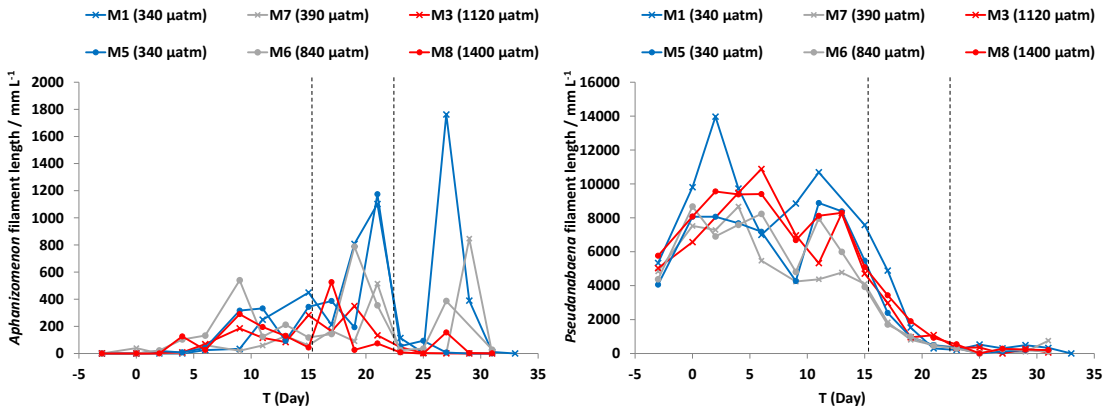 M1 (340 µatm) M7 (390 µatm) M3 (1120 µatm)
M5 (340 µatm) M6 (840 µatm) M8 (1400 µatm)
Aphanizomenon filament length / mm L-1
2000
1800
1600
1400
1200
1000
800
600
400
200
0
-5 0 5 10 15 20 25 30 35
T (Day)
M1 (340 µatm) M7 (390 µatm) M3 (1120 µatm)
M5 (340 µatm) M6 (840 µatm) M8 (1400 µatm)
Pseudanabaena filament length / mm L-1
16000
14000
12000
10000
8000
6000
4000
2000
0
-5 0 5 10 15 20 25 30 35
T (Day)